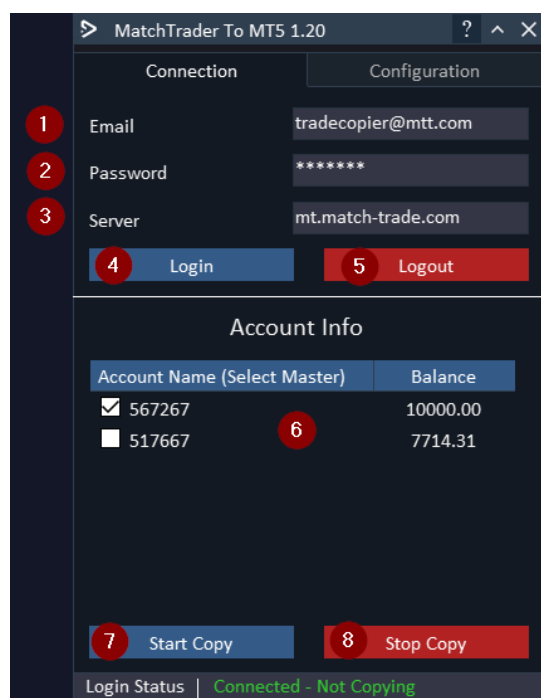 MatchTrader To MT5 1.20 ?
Connection Configuration
1 Email tradecopier@mtt.com
2 Password *******
3 Server mt.match-trade.com
4 Login 5 Logout
Account Info
Account Name (Select Master) Balance
567267 10000.00
6
517667 7714.31
7 Start Copy 8 Stop Copy
Login Status | Connected - Not Copying